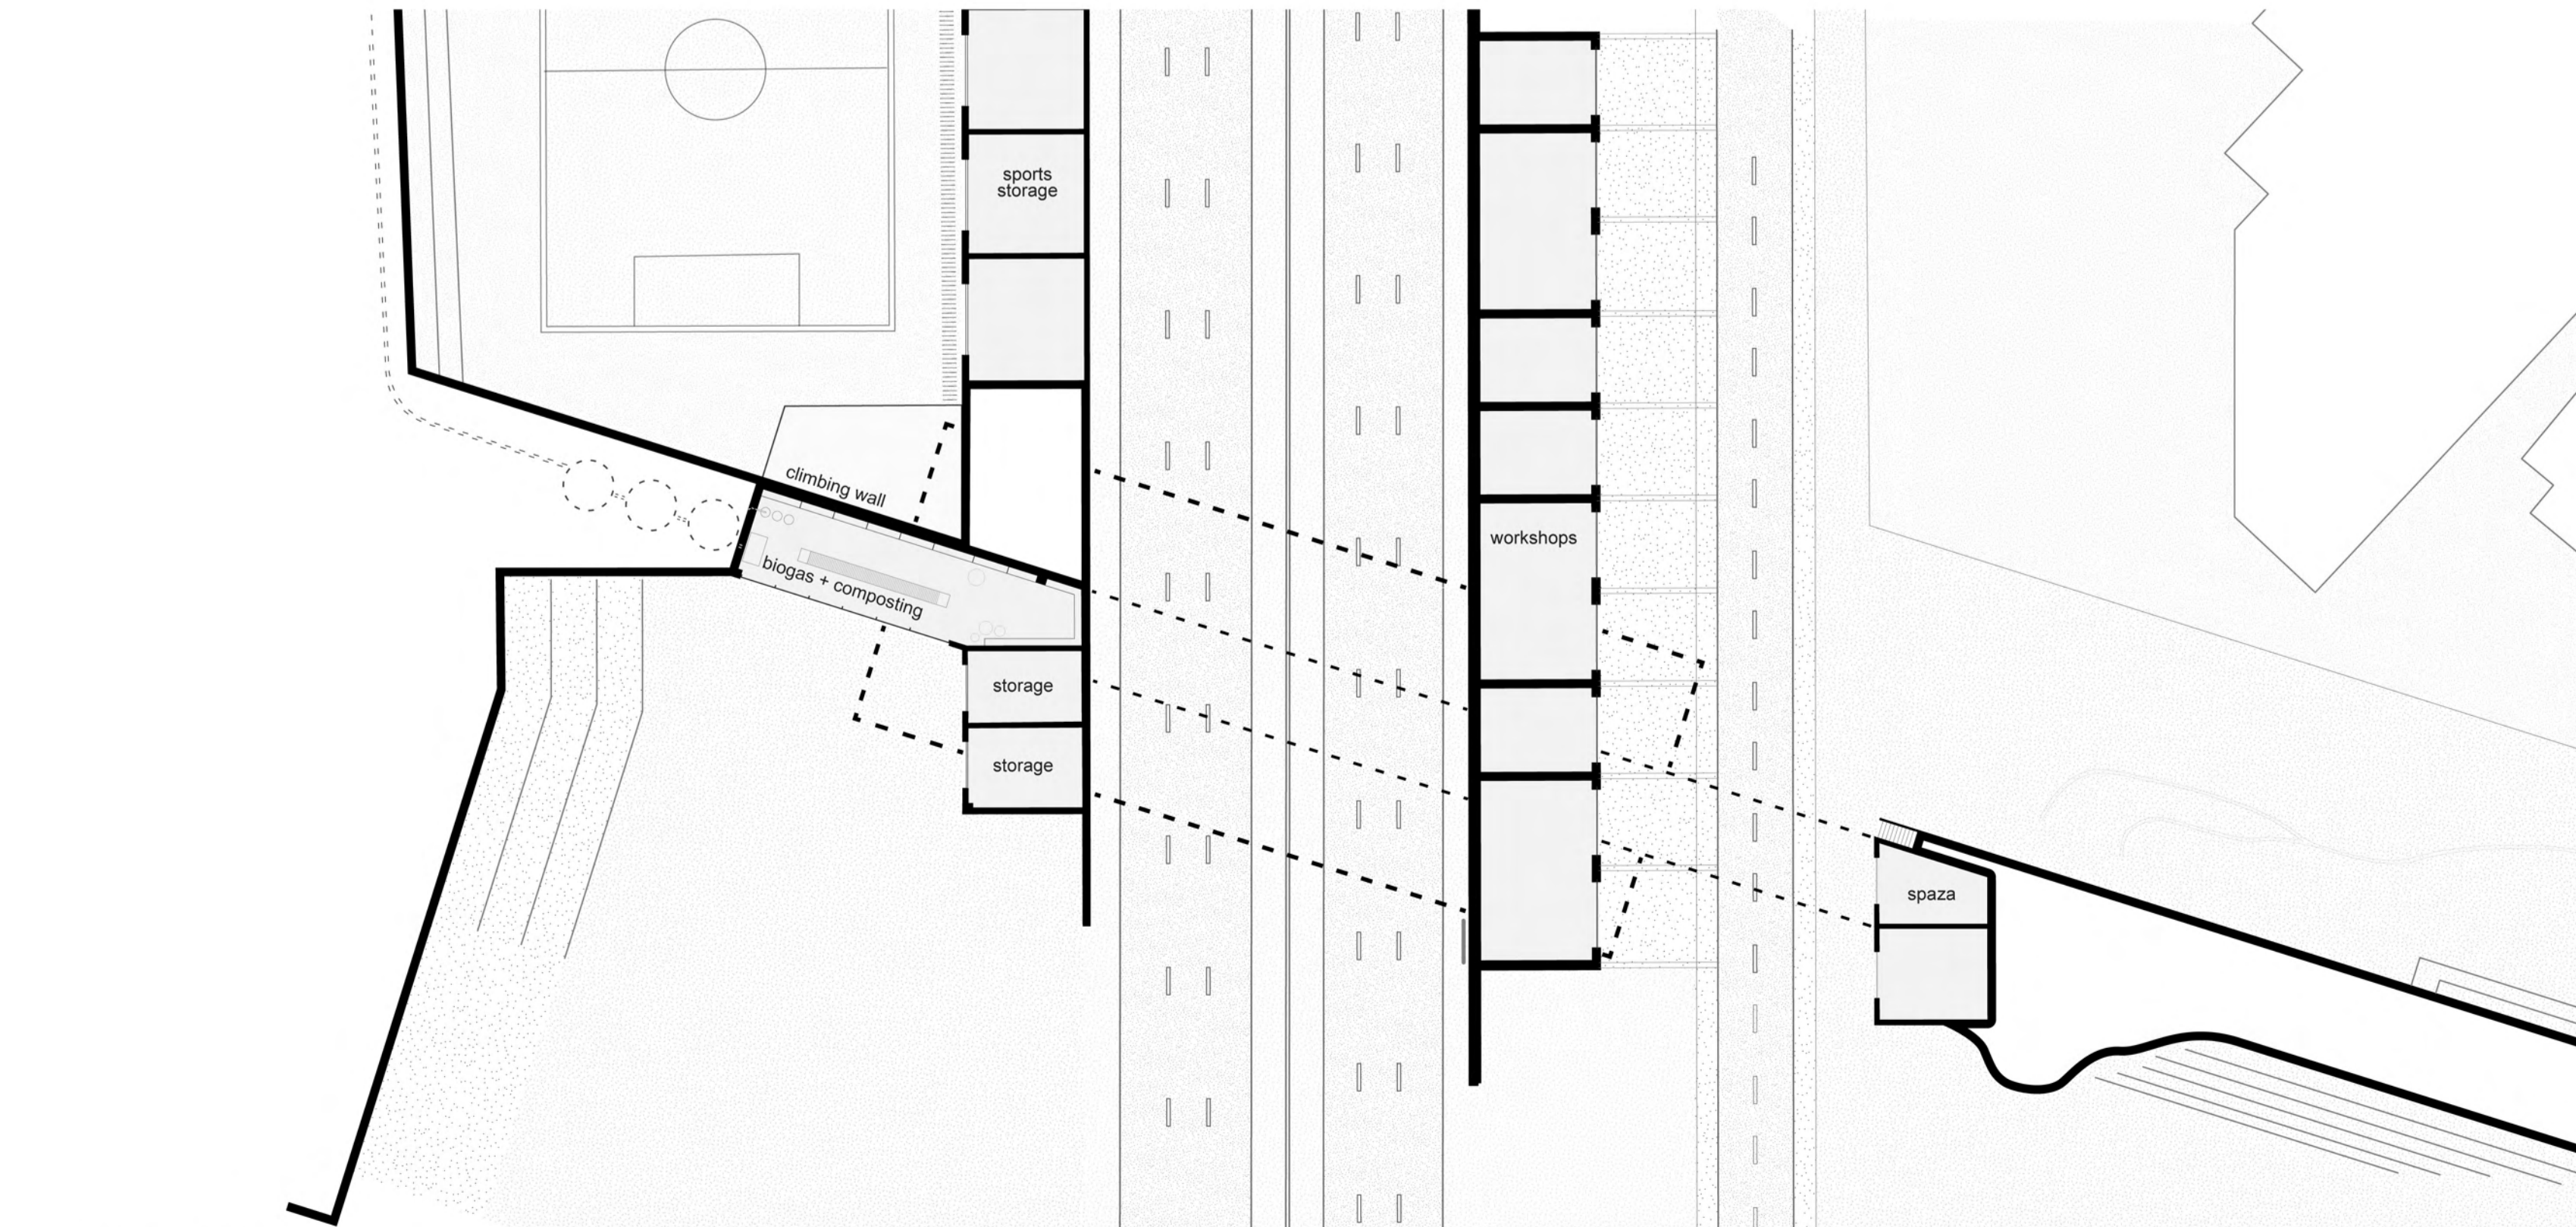 sports
storage
climbing wall
biogas + composting
workshops
storage
storage
spaza